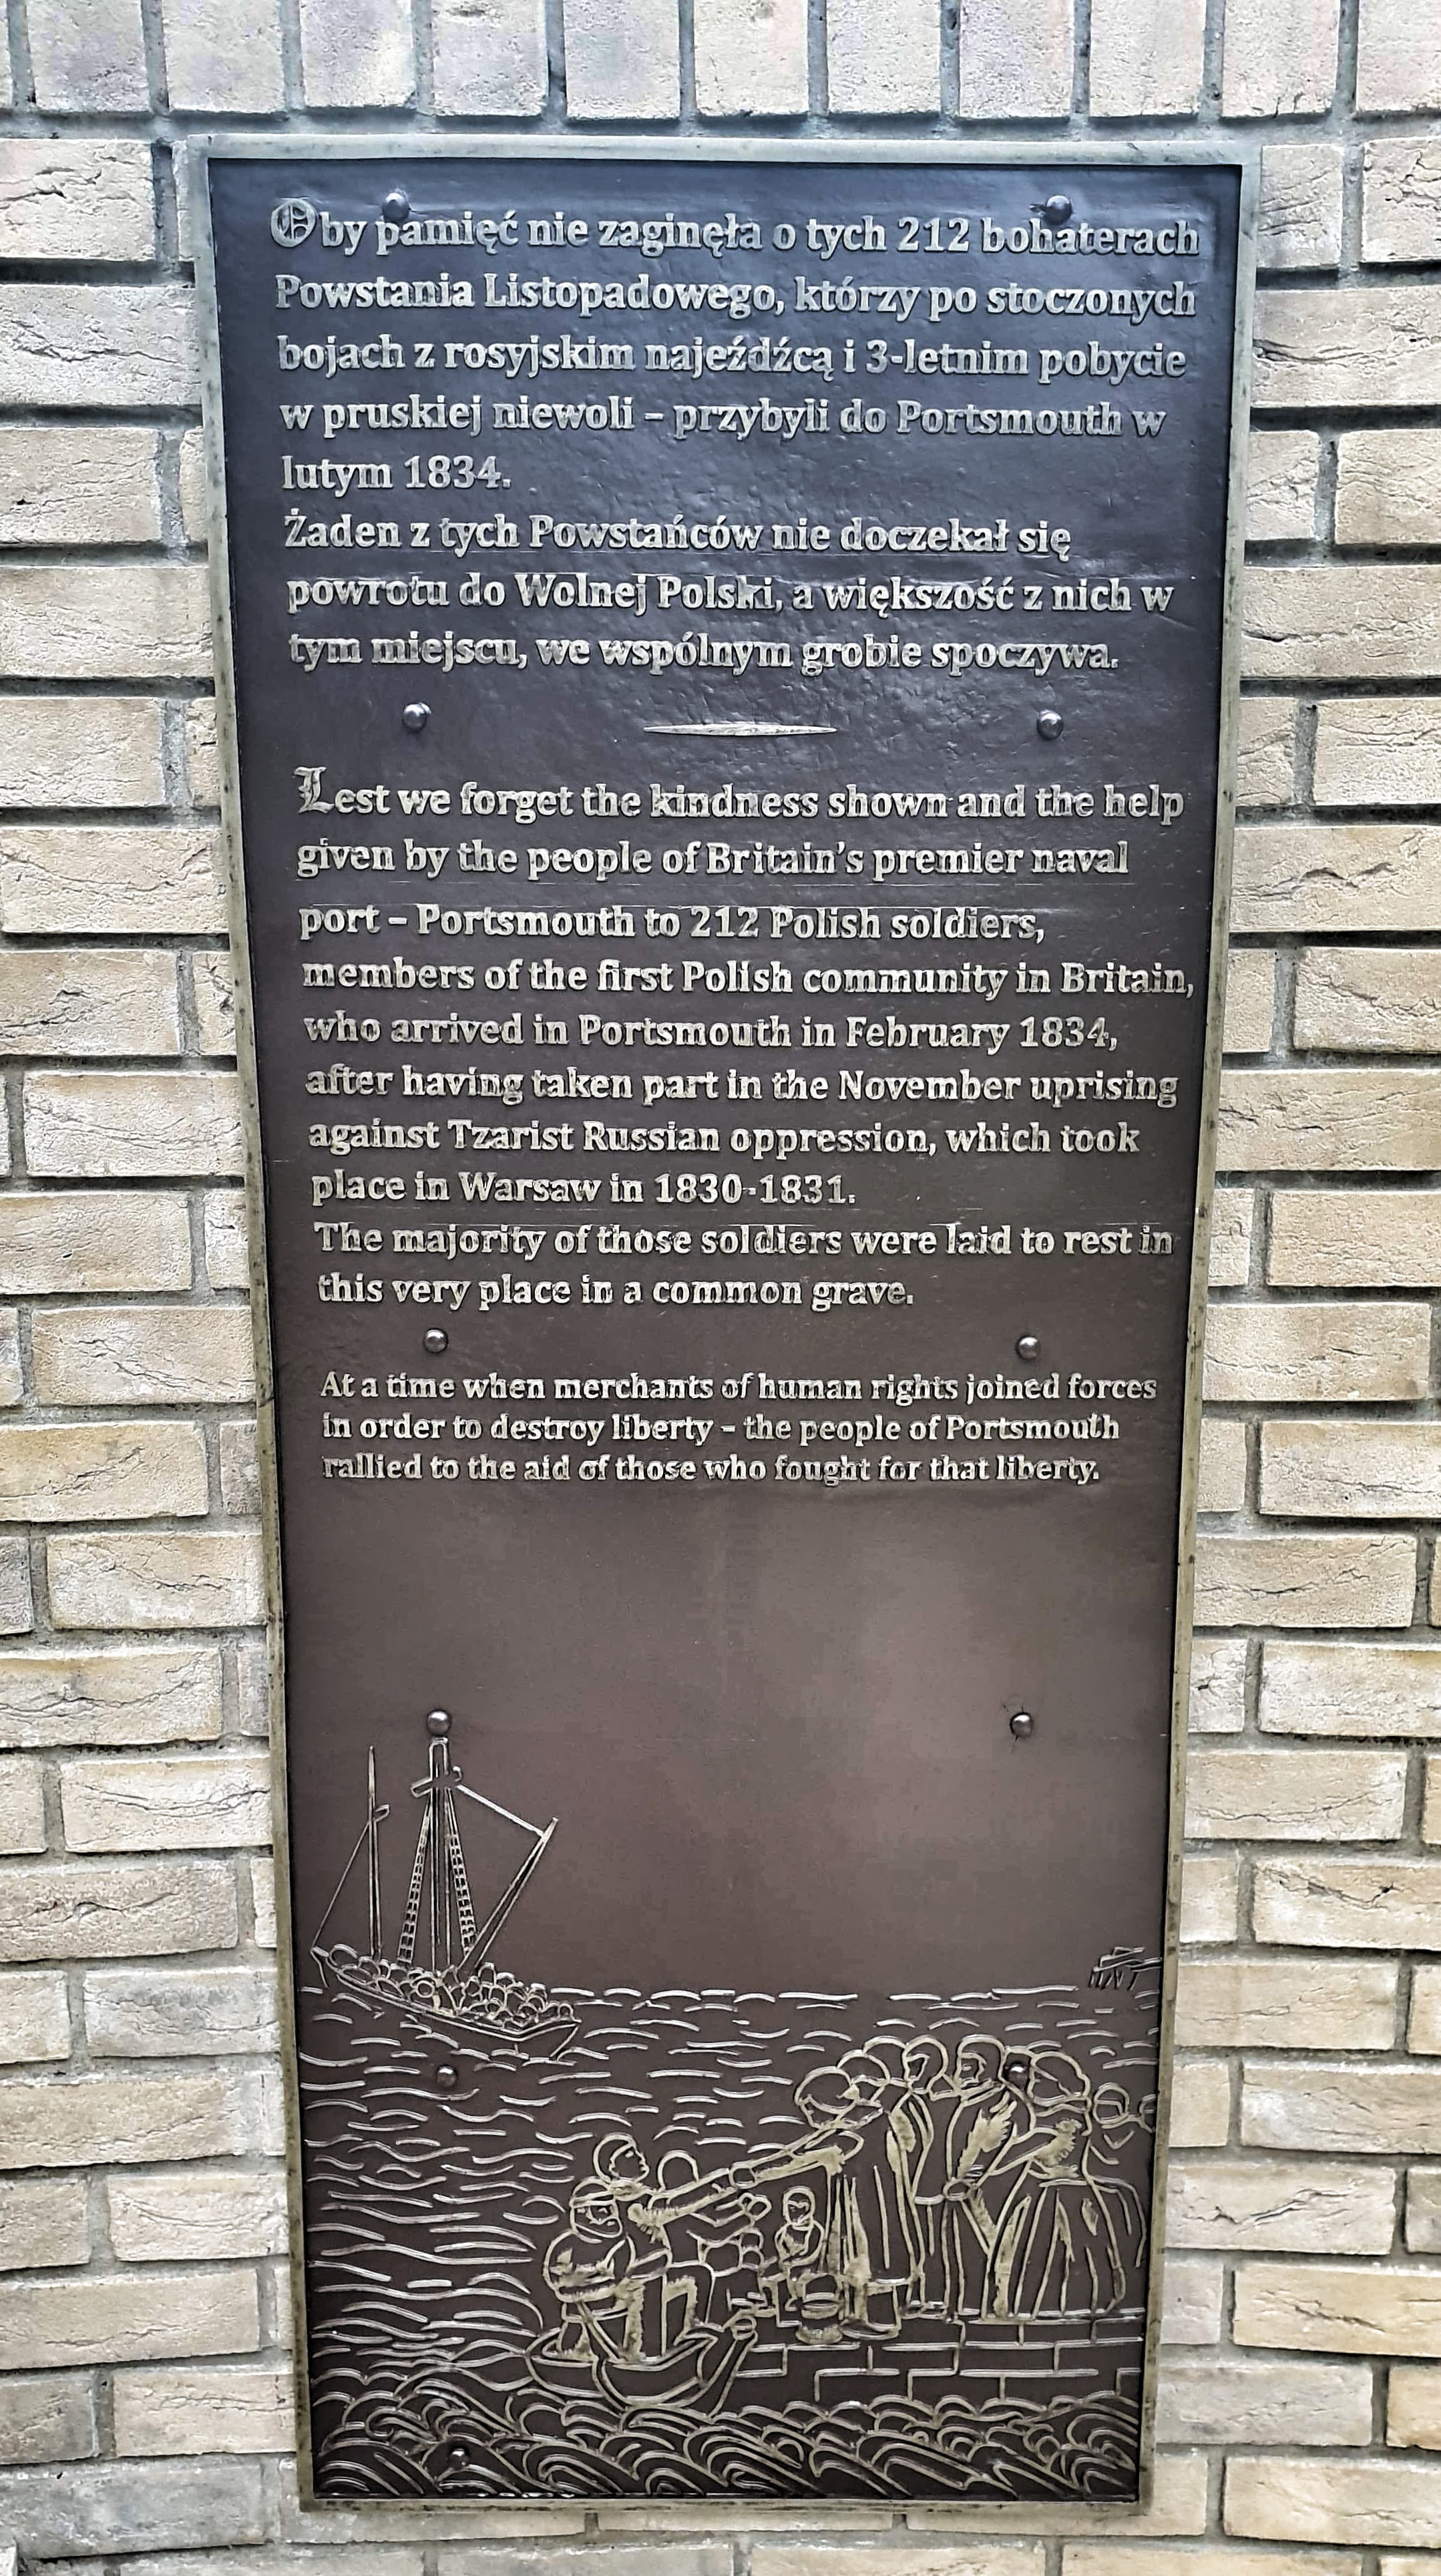 Oby pamięć nie zaginęła o tych 212 bohaterach
Powstania Listopadowego, którzy po stoczonych
bojach z rosyjskim najeźdźcą i 3-letnim pobycie
w pruskiej niewoli – przybyli do Portsmouth w
lutym 1834.
Żaden z tych Powstańców nie doczekał się
powrotu do Wolnej Polski, a większość z nich w
tym miejscu, we wspólnym grobie spoczywa.
Lest we forget the kindness shown and the help
given by the people of Britain's premier naval
port – Portsmouth to 212 Polish soldiers,
members of the first Polish community in Britain,
who arrived in Portsmouth in February 1834,
after having taken part in the November uprising
against Tzarist Russian oppression, which took
place in Warsaw in 1830-1831.
The majority of those soldiers were laid to rest in
this very place in a common grave.
At a time when merchants of human rights joined forces
in order to destroy liberty – the people of Portsmouth
rallied to the aid of those who fought for that liberty.